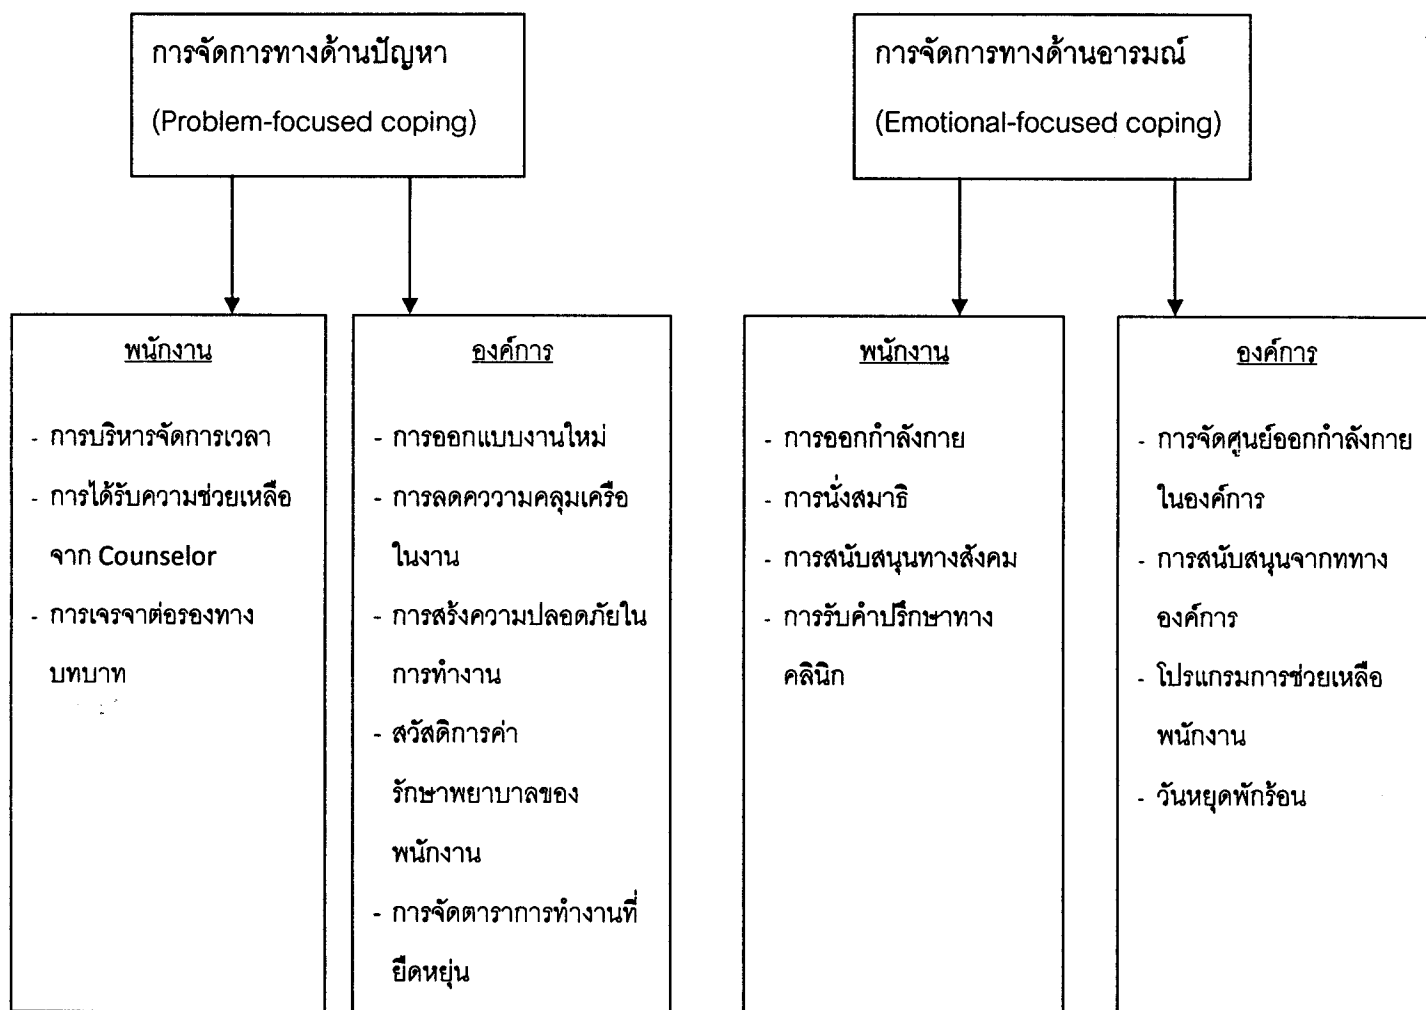 การจัดการทางด้านปัญหา
(Problem-focused coping)
การจัดการทางด้านอารมณ์
(Emotional-focused coping)
พนักงาน
- การบริหารจัดการเวลา
- การได้รับความช่วยเหลือ
จาก Counselor
- การเจรจาต่อรองทาง
บทบาท
องค์การ
- การออกแบบงานใหม่
- การลดคววามคลุมเครือ
ในงาน
- การสร้งความปลอดภัยใน
การทำงาน
- สวัสดิการค่า
รักษาพยาบาลของ
พนักงาน
- การจัดตาราการทำงานที่
ยืดหยุ่น
พนักงาน
- การออกกำลังกาย
- การนั่งสมาธิ
- การสนับสนุนทางสังคม
- การรับคำปรึกษาทาง
คลินิก
องค์การ
- การจัดศูนย์ออกกำลังกาย
ในองค์การ
- การสนับสนุนจากททาง
องค์การ
- โปรแกรมการช่วยเหลือ
พนักงาน
- วันหยุดพักร้อน